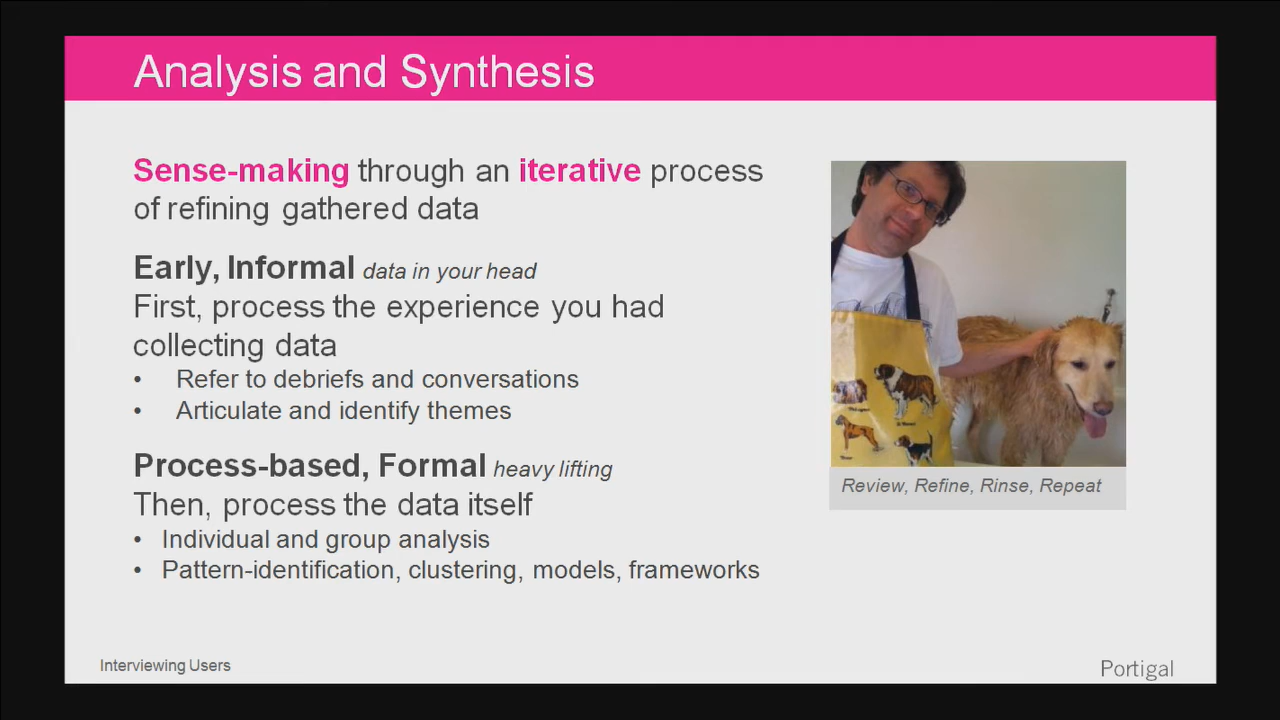 Analysis and Synthesis
Sense-making through an iterative process
of refining gathered data
Early, Informal data in your head
First, process the experience you had
collecting data
• Refer to debriefs and conversations
• Articulate and identify themes
Process-based, Formal heavy lifting
Then, process the data itself
• Individual and group analysis
• Pattern-identification, clustering, models, frameworks
Review, Refine, Rinse, Repeat
Interviewing Users
Portigal